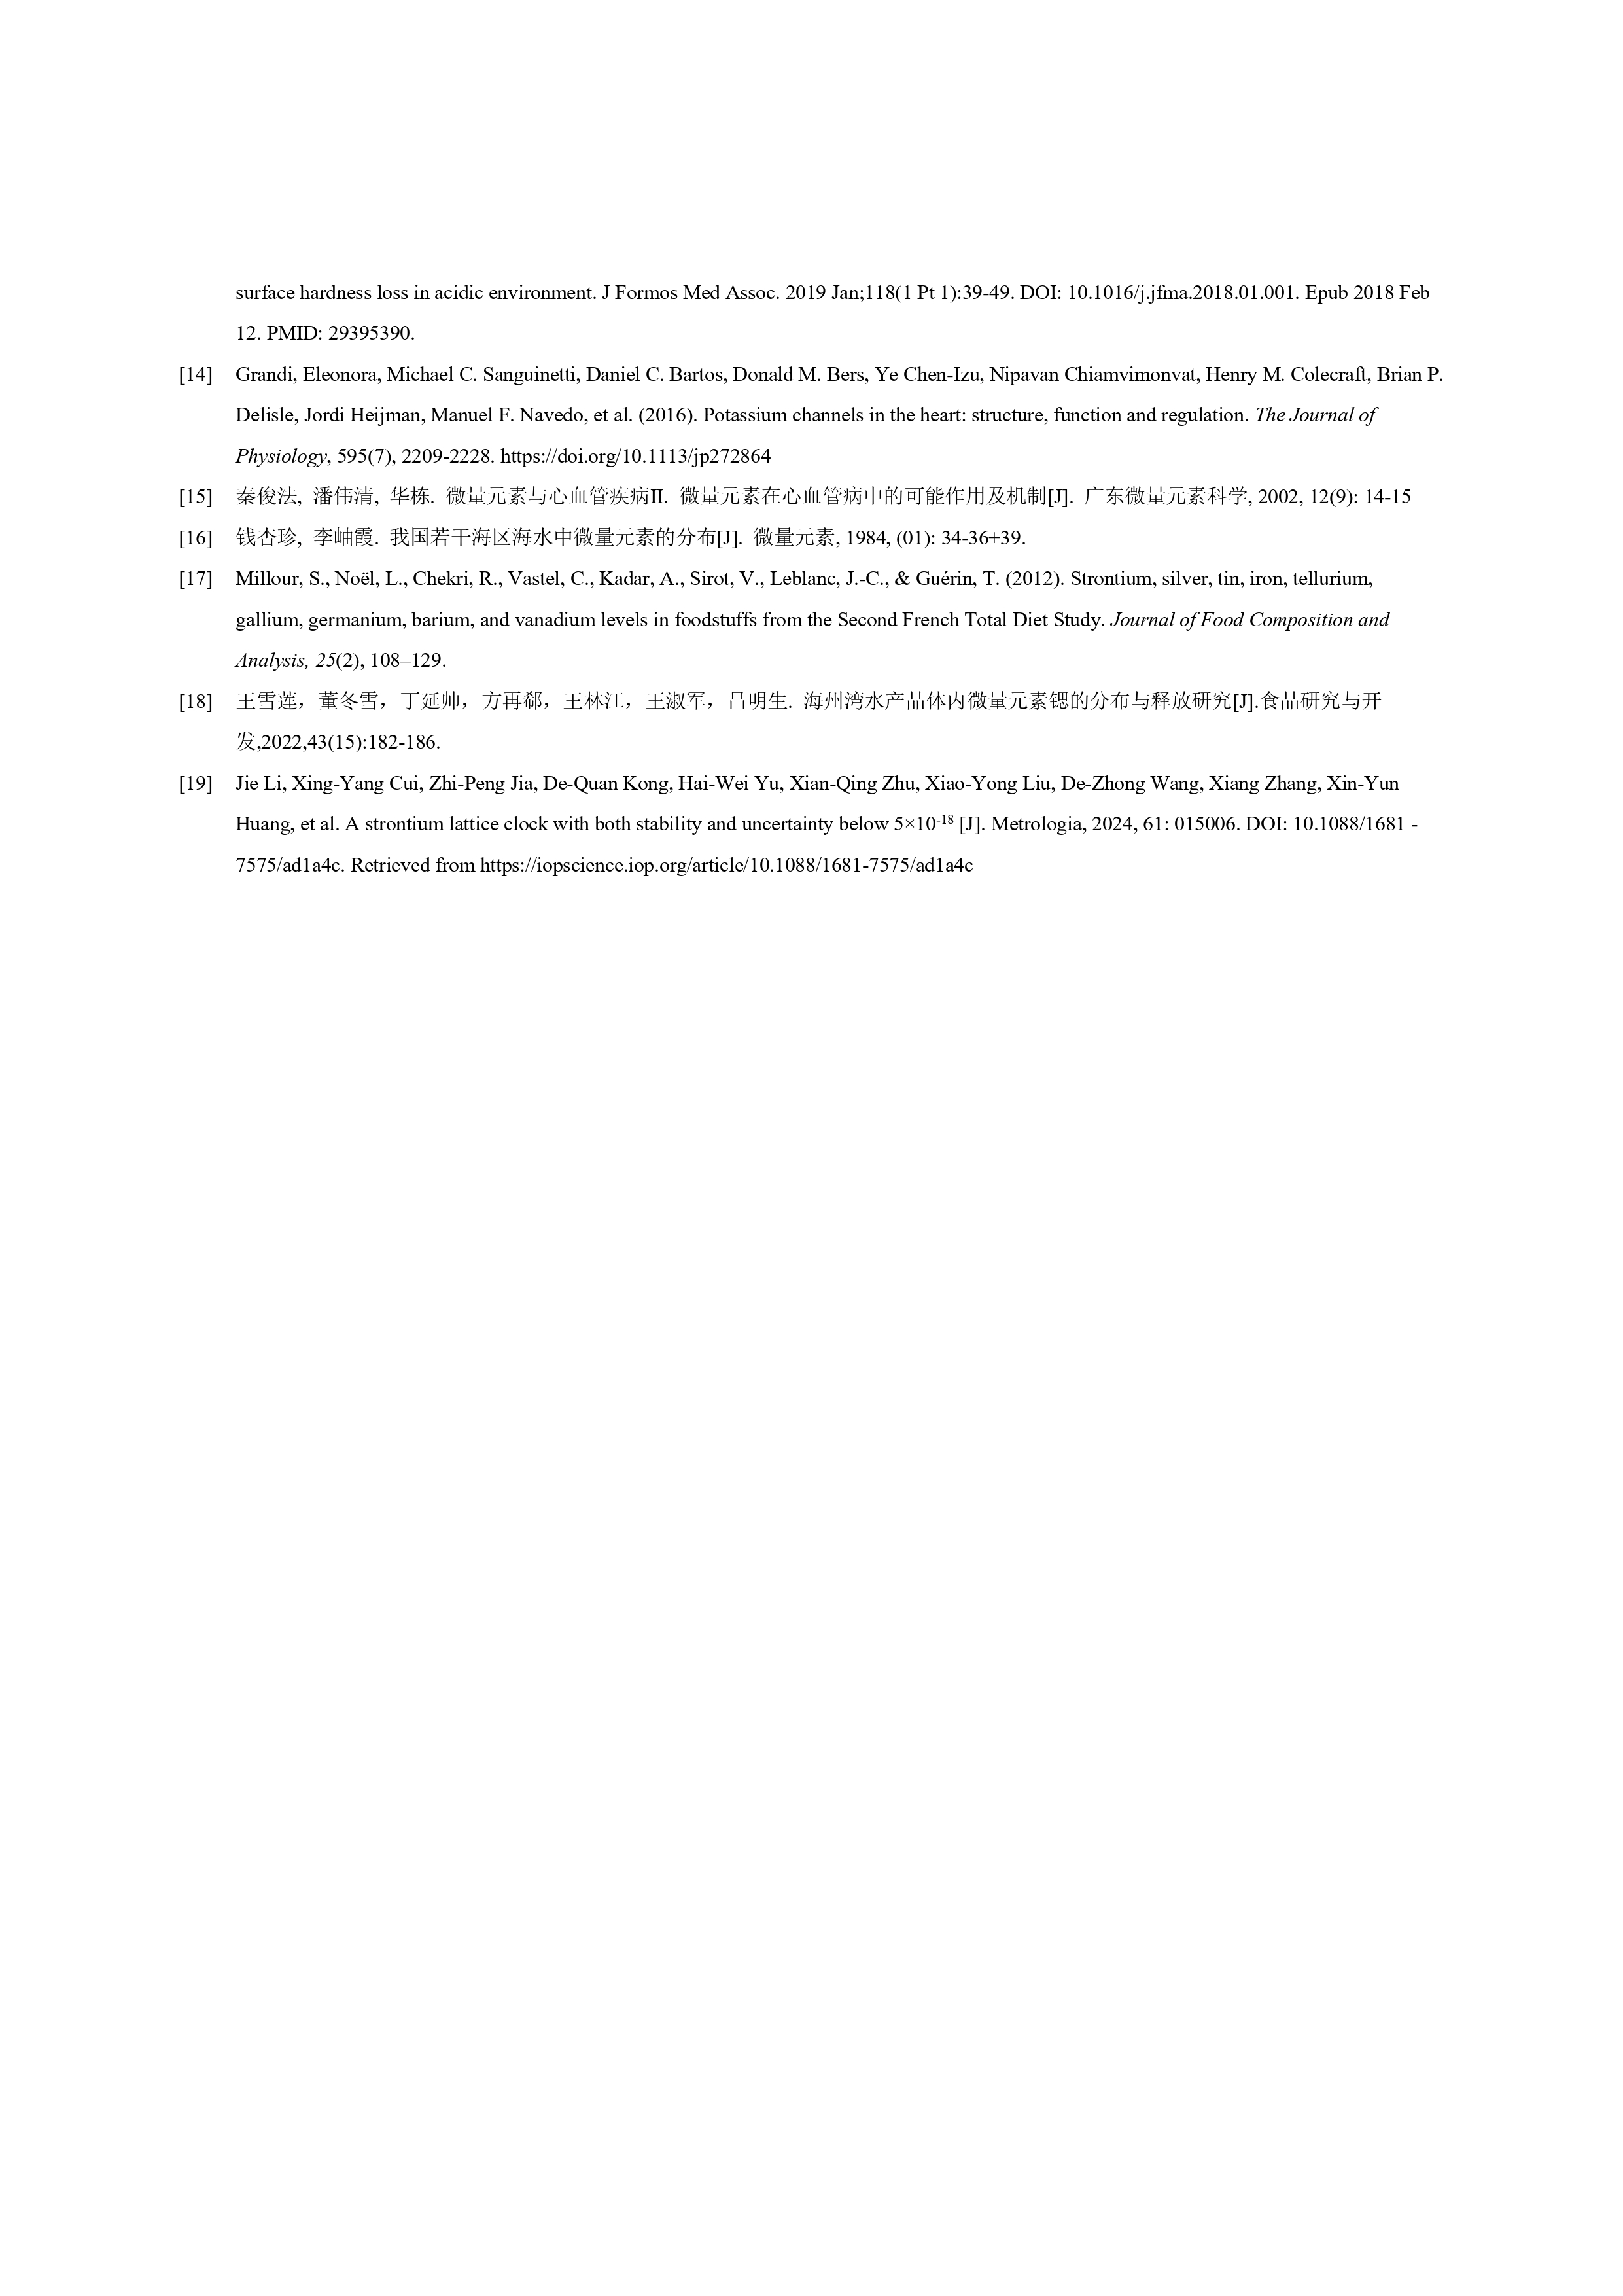 surface hardness loss in acidic environment. J Formos Med Assoc. 2019 Jan;118(1 Pt 1):39-49. DOI: 10.1016/j.jfma.2018.01.001. Epub 2018 Feb
12. PMID: 29395390.
[14] Grandi, Eleonora, Michael C. Sanguinetti, Daniel C. Bartos, Donald M. Bers, Ye Chen-Izu, Nipavan Chiamvimonvat, Henry M. Colecraft, Brian P.
Delisle, Jordi Heijman, Manuel F. Navedo, et al. (2016). Potassium channels in the heart: structure, function and regulation. The Journal of
Physiology, 595(7), 2209-2228. https://doi.org/10.1113/jp272864
[15] 秦俊法, 潘伟清, 华栋. 微量元素与心血管疾病II. 微量元素在心血管病中的可能作用及机制[J]. 广东微量元素科学, 2002, 12(9): 14-15
[16] 钱杏珍, 李岫霞. 我国若干海区海水中微量元素的分布[J]. 微量元素, 1984, (01): 34-36+39.
[17] Millour, S., Noël, L., Chekri, R., Vastel, C., Kadar, A., Sirot, V., Leblanc, J.-C., & Guérin, T. (2012). Strontium, silver, tin, iron, tellurium,
gallium, germanium, barium, and vanadium levels in foodstuffs from the Second French Total Diet Study. Journal of Food Composition and
Analysis, 25(2), 108–129.
[18] 王雪莲，董冬雪，丁延帅，方再郗，王林江，王淑军，吕明生. 海州湾水产品体内微量元素锶的分布与释放研究[J].食品研究与开
发,2022,43(15):182-186.
[19] Jie Li, Xing-Yang Cui, Zhi-Peng Jia, De-Quan Kong, Hai-Wei Yu, Xian-Qing Zhu, Xiao-Yong Liu, De-Zhong Wang, Xiang Zhang, Xin-Yun
Huang, et al. A strontium lattice clock with both stability and uncertainty below 5×10⁻¹⁸ [J]. Metrologia, 2024, 61: 015006. DOI: 10.1088/1681 -
7575/ad1a4c. Retrieved from https://iopscience.iop.org/article/10.1088/1681-7575/ad1a4c